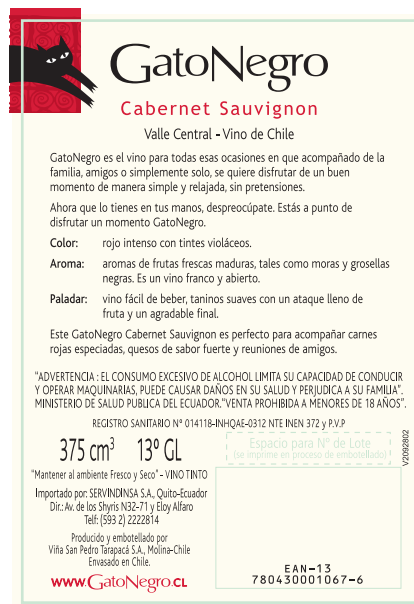 GatoNegro
Cabernet Sauvignon
Valle Central - Vino de Chile
GatoNegro es el vino para todas esas ocasiones en que acompañado de la
familia, amigos o simplemente solo, se quiere disfrutar de un buen
momento de manera simple y relajada, sin pretensiones.
Ahora que lo tienes en tus manos, despreocúpate. Estás a punto de
disfrutar un momento GatoNegro.
Color: rojo intenso con tintes violáceos.
Aroma: aromas de frutas frescas maduras, tales como moras y grosellas
negras. Es un vino franco y abierto.
Paladar: vino fácil de beber, taninos suaves con un ataque lleno de
fruta y un agradable final.
Este GatoNegro Cabernet Sauvignon es perfecto para acompañar carnes
rojas especiadas, quesos de sabor fuerte y reuniones de amigos.
"ADVERTENCIA : EL CONSUMO EXCESIVO DE ALCOHOL LIMITA SU CAPACIDAD DE CONDUCIR
Y OPERAR MAQUINARIAS, PUEDE CAUSAR DAÑOS EN SU SALUD Y PERJUDICA A SU FAMILIA".
MINISTERIO DE SALUD PUBLICA DEL ECUADOR."VENTA PROHIBIDA A MENORES DE 18 AÑOS".
REGISTRO SANITARIO Nº 014118-INHQAE-0312 NTE INEN 372 y P.V.P
375 cm³ 13º GL
Espacio para Nº de Lote
(se imprime en proceso de embotellado)
V2092802
"Mantener al ambiente Fresco y Seco" - VINO TINTO
Importado por: SERVINDINSA S.A., Quito-Ecuador
Dir.: Av. de los Shyris N32-71 y Eloy Alfaro
Telf: (593 2) 2222814
Producido y embotellado por
Viña San Pedro Tarapacá S.A., Molina-Chile
Envasado en Chile.
www.GatoNegro.CL
EAN-13
780430001067-6